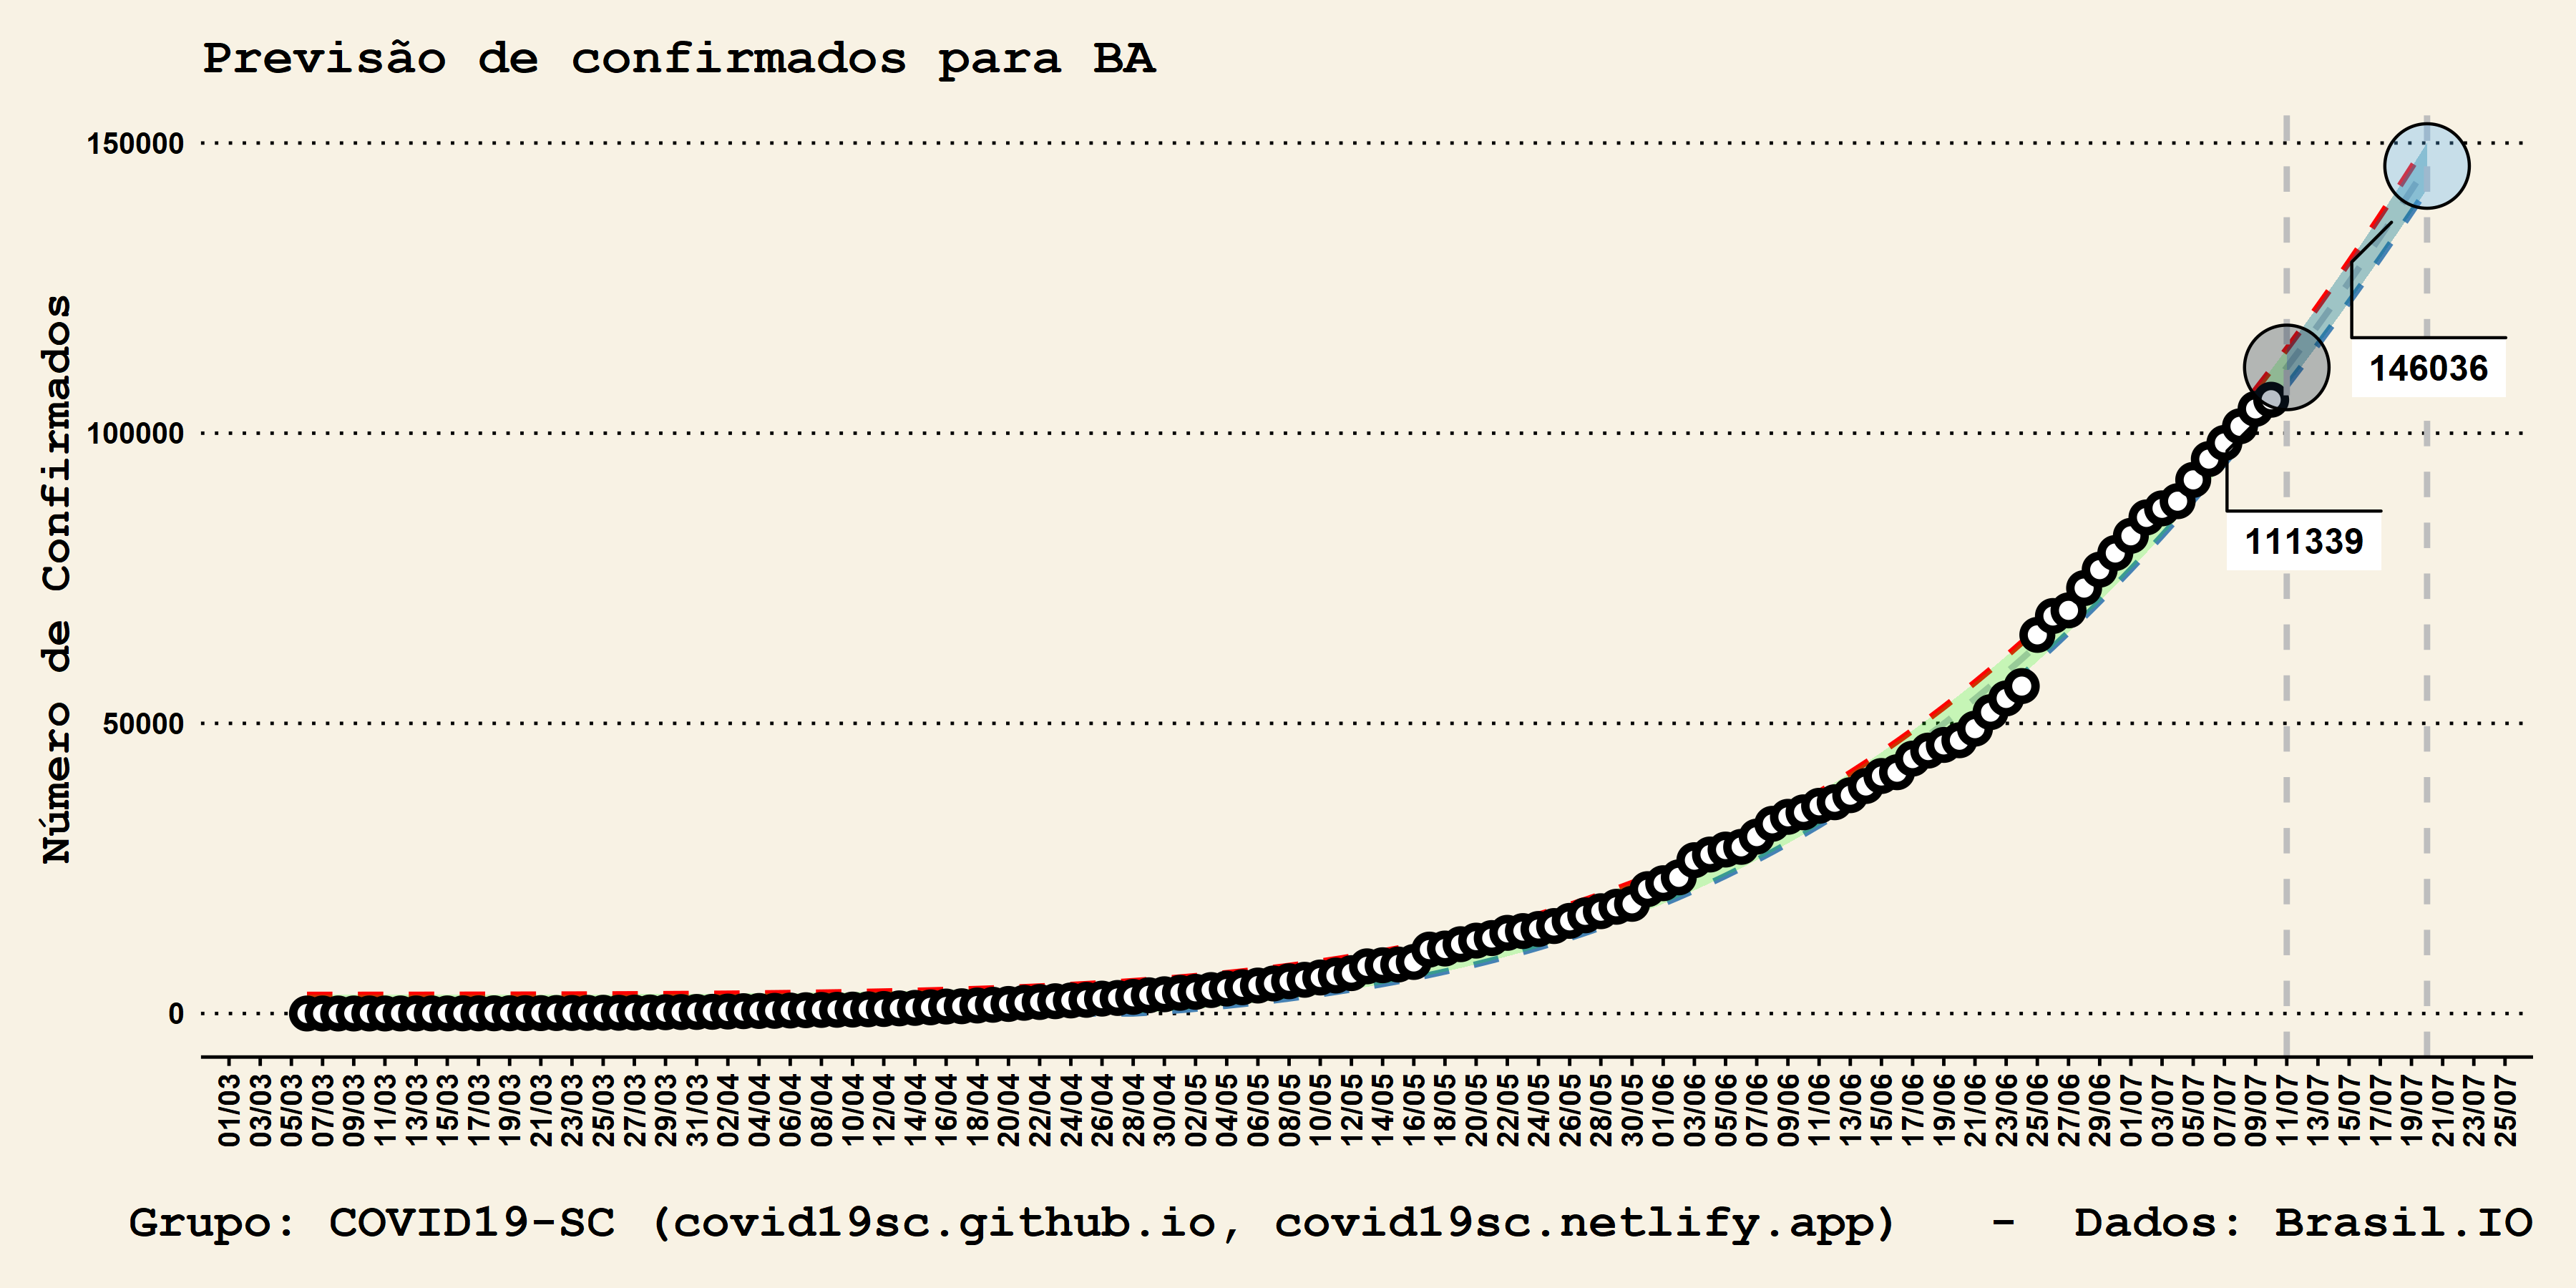 Previsão de confirmados para BA
Número de Confirmados
150000
100000
50000
0
146036
111339
01/03 03/03 05/03 07/03 09/03 11/03 13/03 15/03 17/03 19/03 21/03 23/03 25/03 27/03 29/03 31/03 02/04 04/04 06/04 08/04 10/04 12/04 14/04 16/04 18/04 20/04 22/04 24/04 26/04 28/04 30/04 02/05 04/05 06/05 08/05 10/05 12/05 14/05 16/05 18/05 20/05 22/05 24/05 26/05 28/05 30/05 01/06 03/06 05/06 07/06 09/06 11/06 13/06 15/06 17/06 19/06 21/06 23/06 25/06 27/06 29/06 01/07 03/07 05/07 07/07 09/07 11/07 13/07 15/07 17/07 19/07 21/07 23/07 25/07
Grupo: COVID19-SC (covid19sc.github.io, covid19sc.netlify.app) - Dados: Brasil.IO